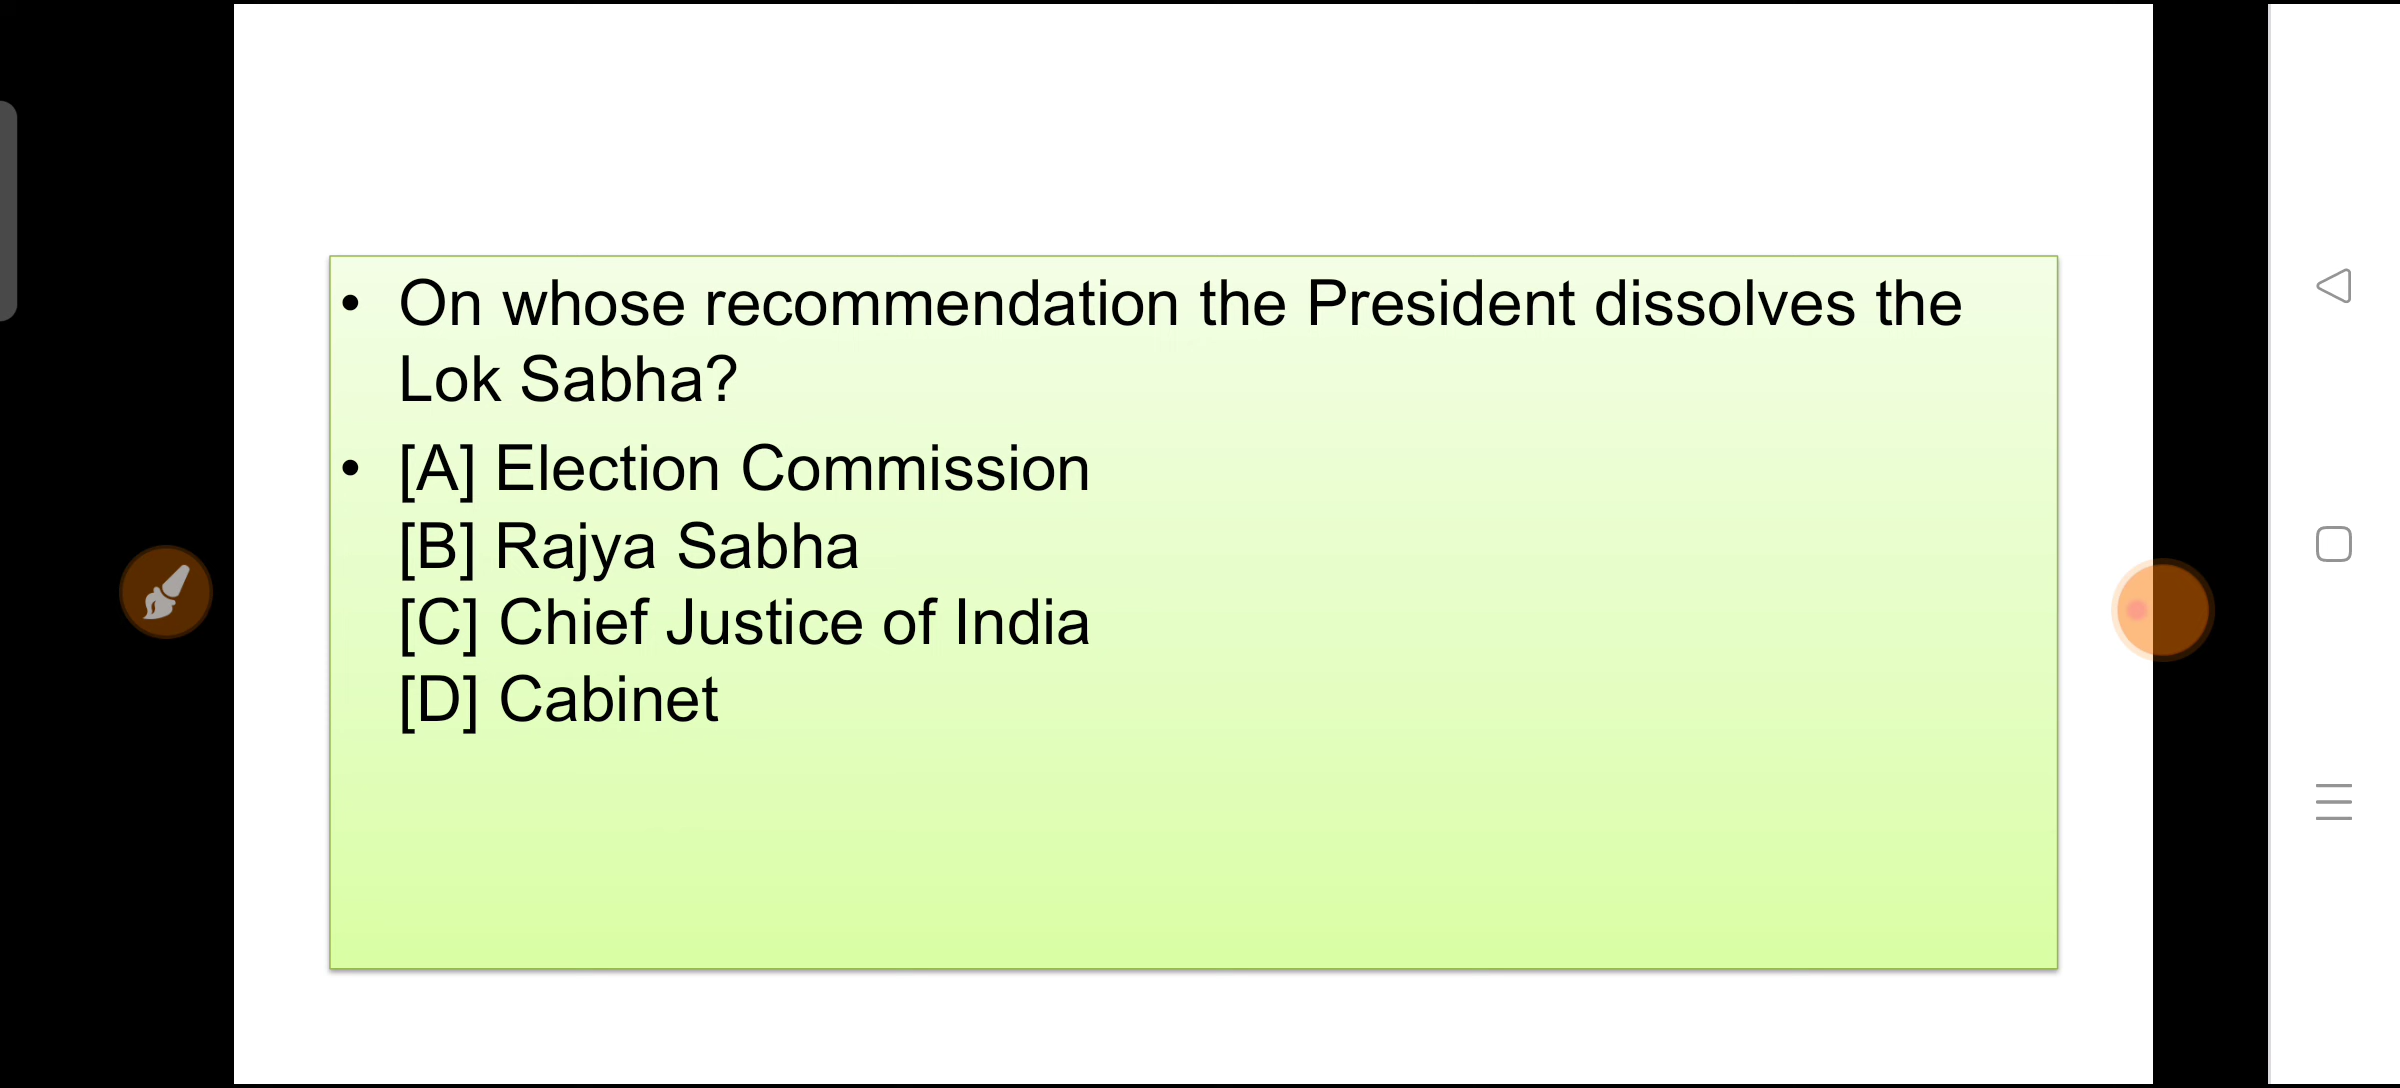 • On whose recommendation the President dissolves the
Lok Sabha?
• [A] Election Commission
[B] Rajya Sabha
[C] Chief Justice of India
[D] Cabinet